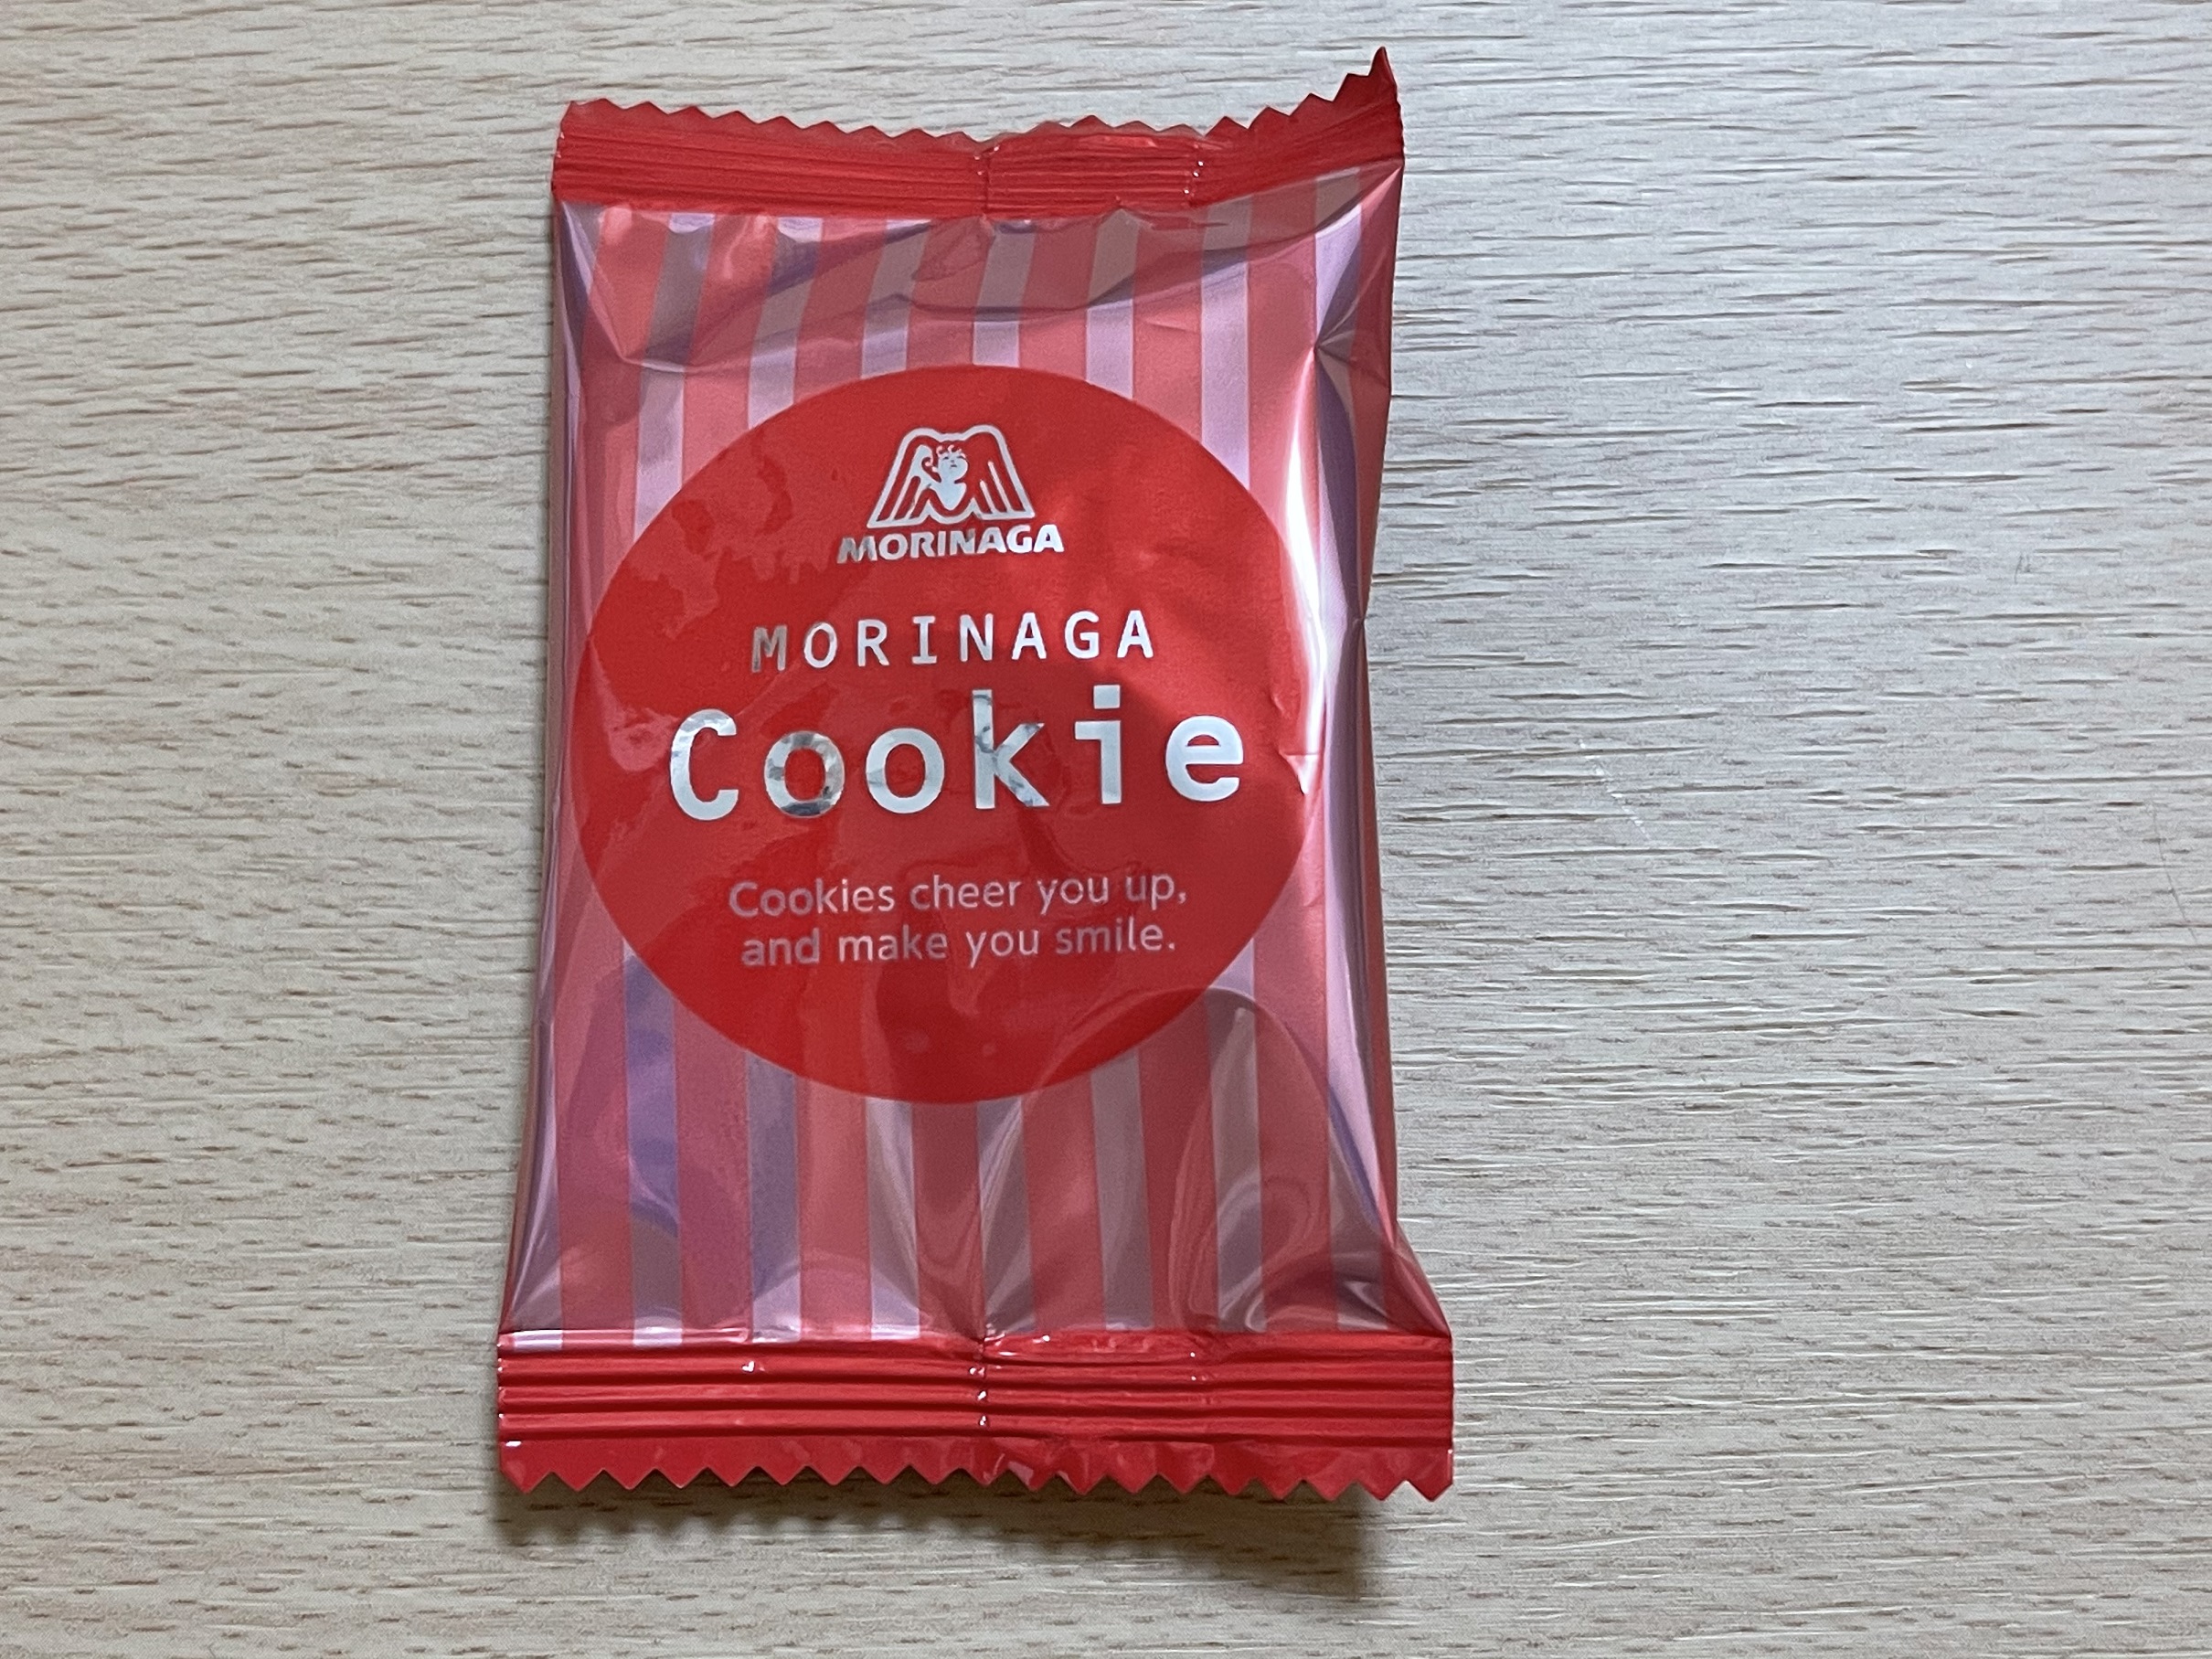 MORINAGA
MORINAGA
Cookie
Cookies cheer you up,
and make you smile.